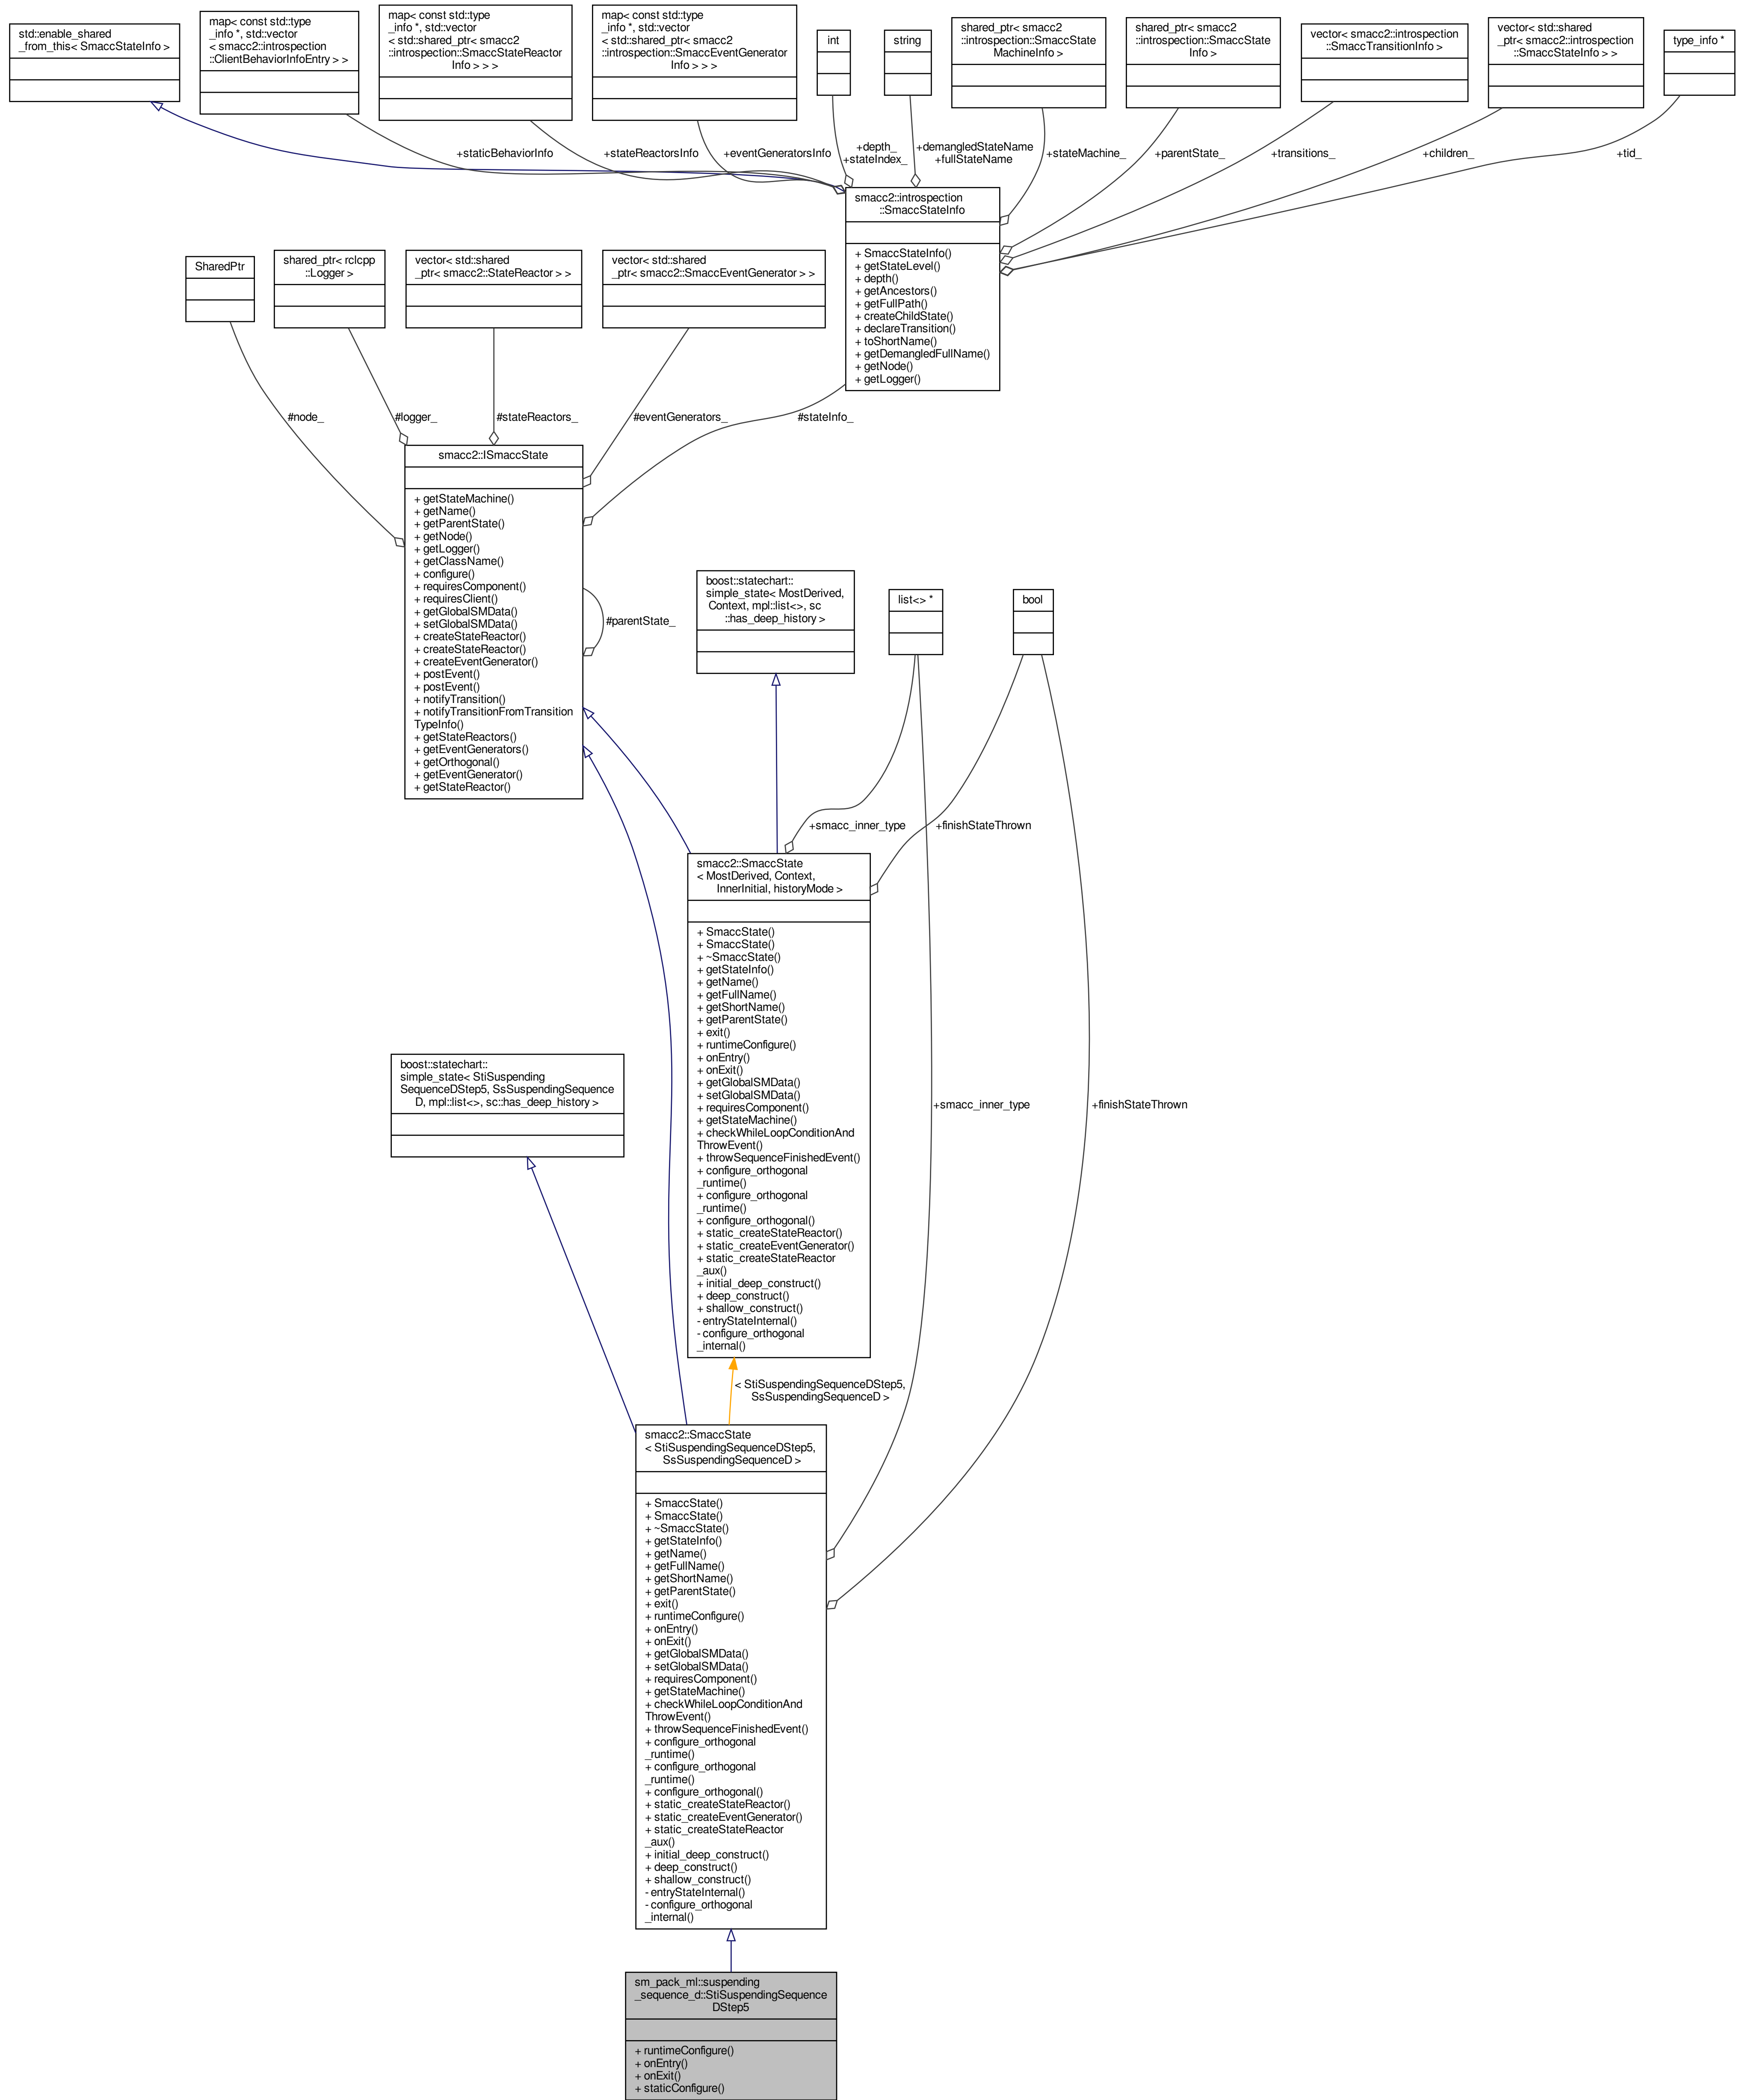 std::enable_shared
_from_this< SmaccStateInfo >
map< const std::type
_info *, std::vector
< smacc2::introspection
::ClientBehaviorInfoEntry > >
map< const std::type
_info *, std::vector
< std::shared_ptr< smacc2
::introspection::SmaccStateReactor
Info > > >
map< const std::type
_info *, std::vector
< std::shared_ptr< smacc2
::introspection::SmaccEventGenerator
Info > > >
int
string
shared_ptr< smacc2
::introspection::SmaccState
MachineInfo >
shared_ptr< smacc2
::introspection::SmaccState
Info >
vector< smacc2::introspection
::SmaccTransitionInfo >
vector< std::shared
_ptr< smacc2::introspection
::SmaccStateInfo > >
type_info *
+staticBehaviorInfo
+stateReactorsInfo
+eventGeneratorsInfo
+depth_
+stateIndex_
+demangledStateName
+fullStateName
+stateMachine_
+parentState_
+transitions_
+children_
+tid_
smacc2::introspection
::SmaccStateInfo
+ SmaccStateInfo()
+ getStateLevel()
+ depth()
+ getAncestors()
+ getFullPath()
+ createChildState()
+ declareTransition()
+ toShortName()
+ getDemangledFullName()
+ getNode()
+ getLogger()
SharedPtr
shared_ptr< rclcpp
::Logger >
vector< std::shared
_ptr< smacc2::StateReactor > >
vector< std::shared
_ptr< smacc2::SmaccEventGenerator > >
#node_
#logger_
#stateReactors_
#eventGenerators_
#stateInfo_
smacc2::ISmaccState
+ getStateMachine()
+ getName()
+ getParentState()
+ getNode()
+ getLogger()
+ getClassName()
+ configure()
+ requiresComponent()
+ requiresClient()
+ getGlobalSMData()
+ setGlobalSMData()
+ createStateReactor()
+ createStateReactor()
+ createEventGenerator()
+ postEvent()
+ postEvent()
+ notifyTransition()
+ notifyTransitionFromTransition
TypeInfo()
+ getStateReactors()
+ getEventGenerators()
+ getOrthogonal()
+ getEventGenerator()
+ getStateReactor()
#parentState_
boost::statechart::
simple_state< MostDerived,
Context, mpl::list<>, sc
::has_deep_history >
list<> *
bool
+smacc_inner_type
+finishStateThrown
smacc2::SmaccState
< MostDerived, Context,
InnerInitial, historyMode >
+ SmaccState()
+ SmaccState()
+ ~SmaccState()
+ getStateInfo()
+ getName()
+ getFullName()
+ getShortName()
+ getParentState()
+ exit()
+ runtimeConfigure()
+ onEntry()
+ onExit()
+ getGlobalSMData()
+ setGlobalSMData()
+ requiresComponent()
+ getStateMachine()
+ checkWhileLoopConditionAnd
ThrowEvent()
+ throwSequenceFinishedEvent()
+ configure_orthogonal
_runtime()
+ configure_orthogonal
_runtime()
+ configure_orthogonal()
+ static_createStateReactor()
+ static_createEventGenerator()
+ static_createStateReactor
_aux()
+ initial_deep_construct()
+ deep_construct()
+ shallow_construct()
- entryStateInternal()
- configure_orthogonal
_internal()
boost::statechart::
simple_state< StiSuspending
SequenceDStep5, SsSuspendingSequence
D, mpl::list<>, sc::has_deep_history >
+smacc_inner_type
+finishStateThrown
< StiSuspendingSequenceDStep5,
SsSuspendingSequenceD >
smacc2::SmaccState
< StiSuspendingSequenceDStep5,
SsSuspendingSequenceD >
+ SmaccState()
+ SmaccState()
+ ~SmaccState()
+ getStateInfo()
+ getName()
+ getFullName()
+ getShortName()
+ getParentState()
+ exit()
+ runtimeConfigure()
+ onEntry()
+ onExit()
+ getGlobalSMData()
+ setGlobalSMData()
+ requiresComponent()
+ getStateMachine()
+ checkWhileLoopConditionAnd
ThrowEvent()
+ throwSequenceFinishedEvent()
+ configure_orthogonal
_runtime()
+ configure_orthogonal
_runtime()
+ configure_orthogonal()
+ static_createStateReactor()
+ static_createEventGenerator()
+ static_createStateReactor
_aux()
+ initial_deep_construct()
+ deep_construct()
+ shallow_construct()
- entryStateInternal()
- configure_orthogonal
_internal()
sm_pack_ml::suspending
_sequence_d::StiSuspendingSequence
DStep5
+ runtimeConfigure()
+ onEntry()
+ onExit()
+ staticConfigure()